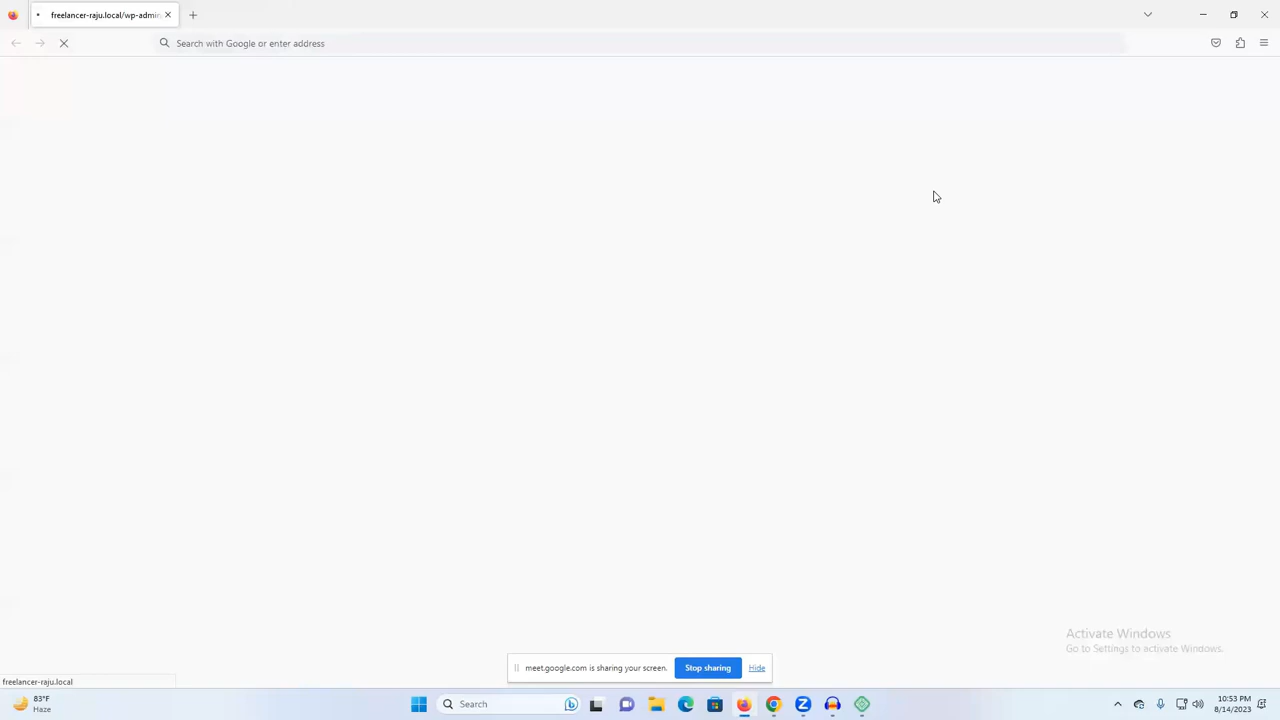 freelancer-raju.local/wp-admin
Search with Google or enter address
Activate Windows
Go to Settings to activate Windows.
meet.google.com is sharing your screen.
Stop sharing
Hide
freelancer-raju.local
83°F
Haze
Search
10:53 PM
8/14/2023